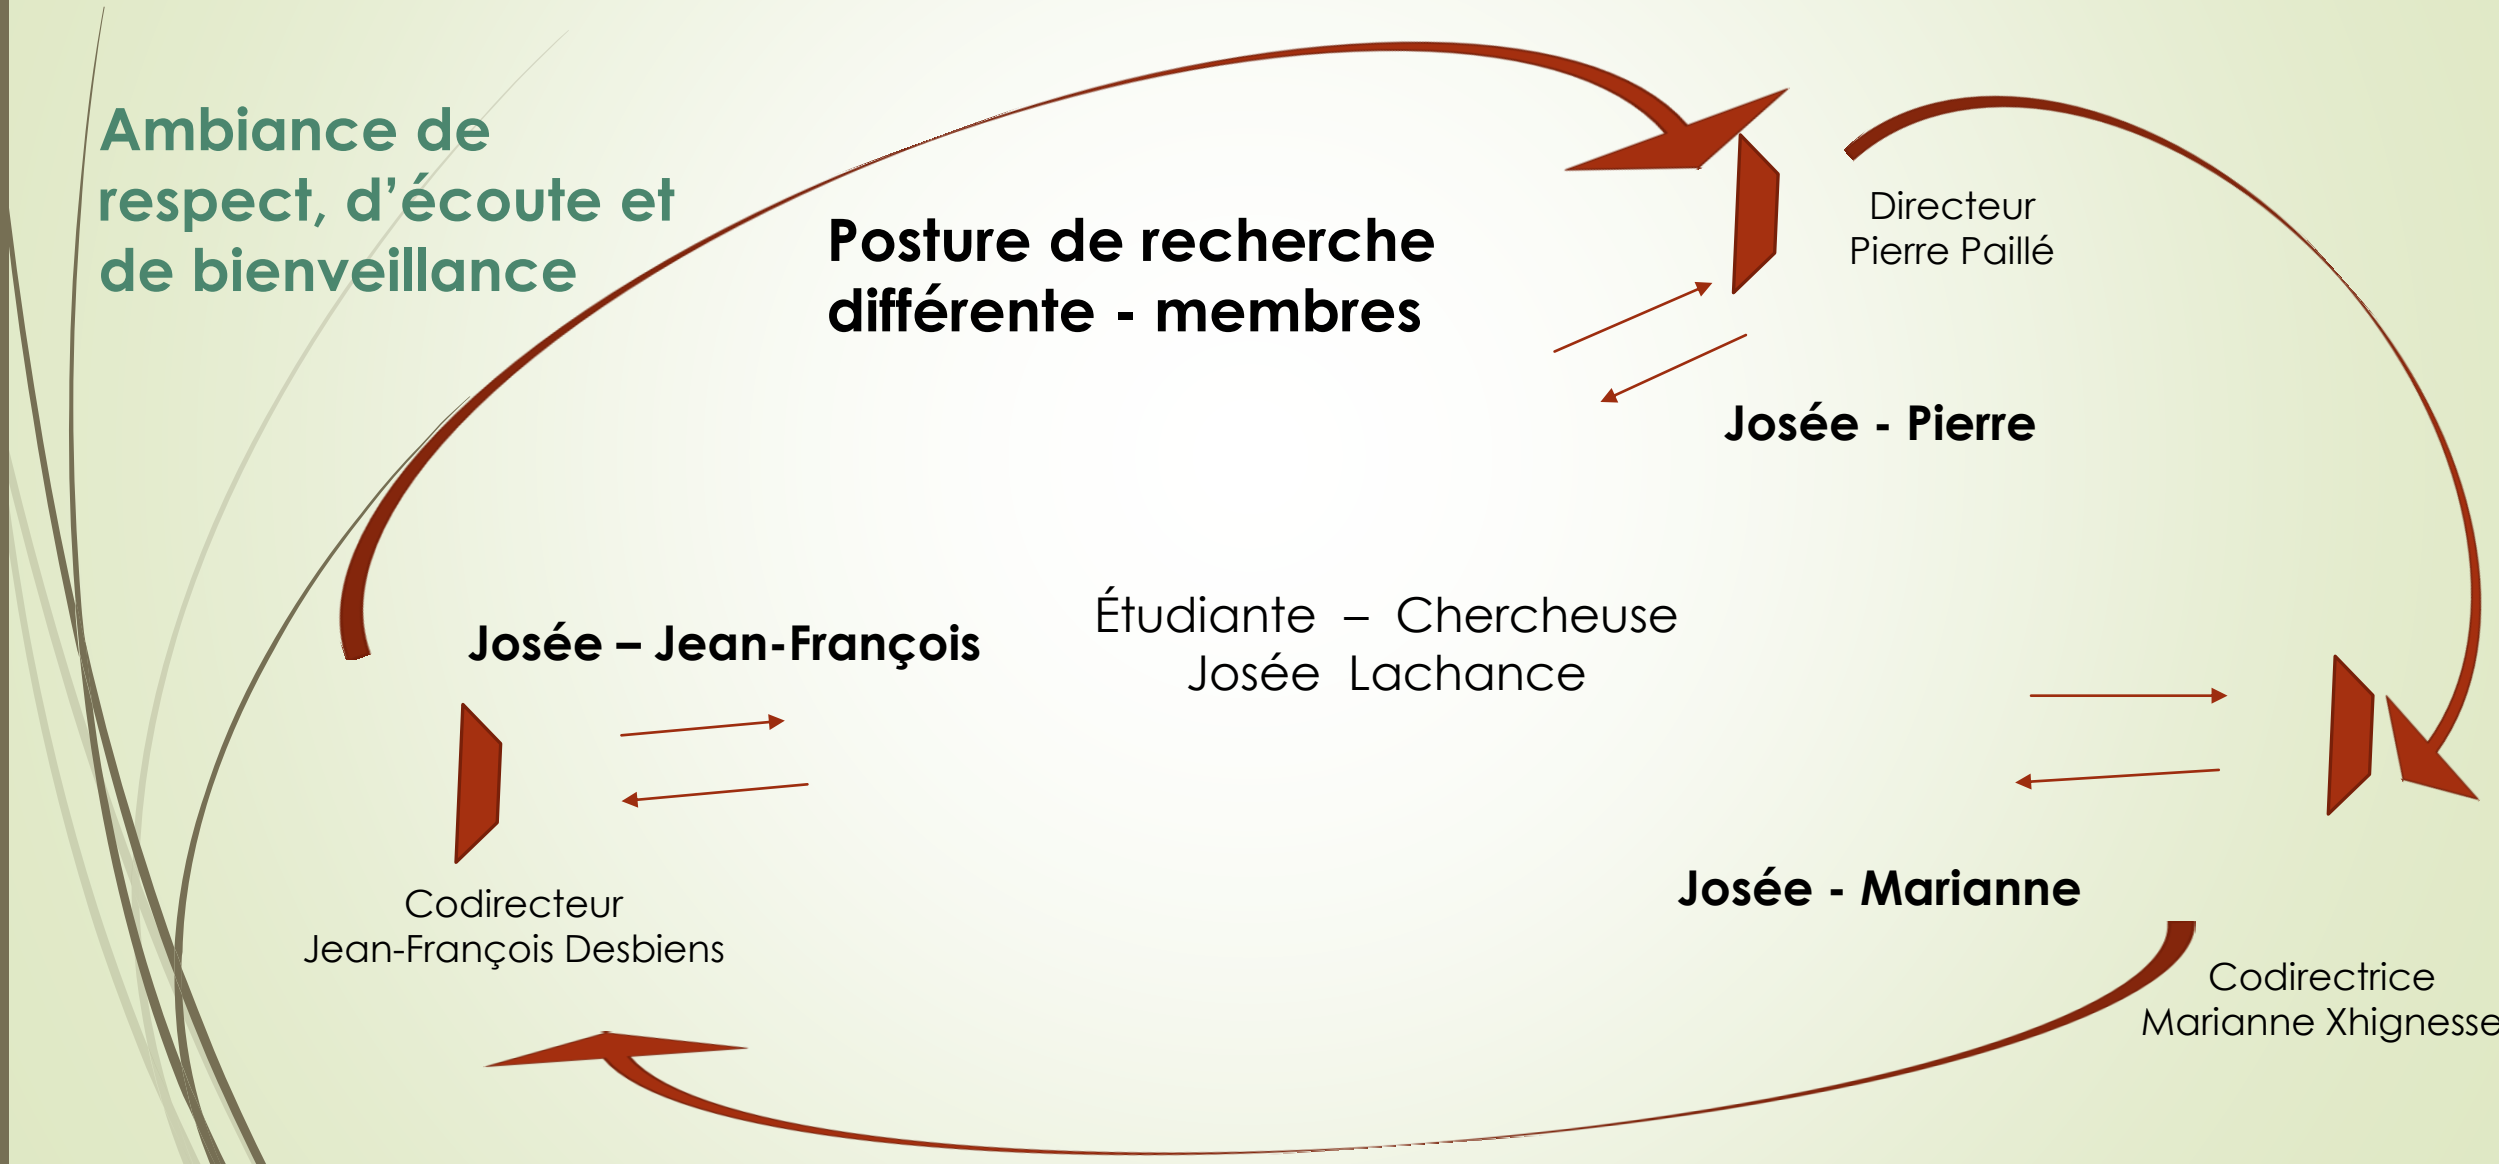 Ambiance de
respect, d’écoute et
de bienveillance
Posture de recherche
différente - membres
Directeur
Pierre Paillé
Josée - Pierre
Étudiante – Chercheuse
Josée Lachance
Josée – Jean-François
Codirecteur
Jean-François Desbiens
Josée - Marianne
Codirectrice
Marianne Xhignesse